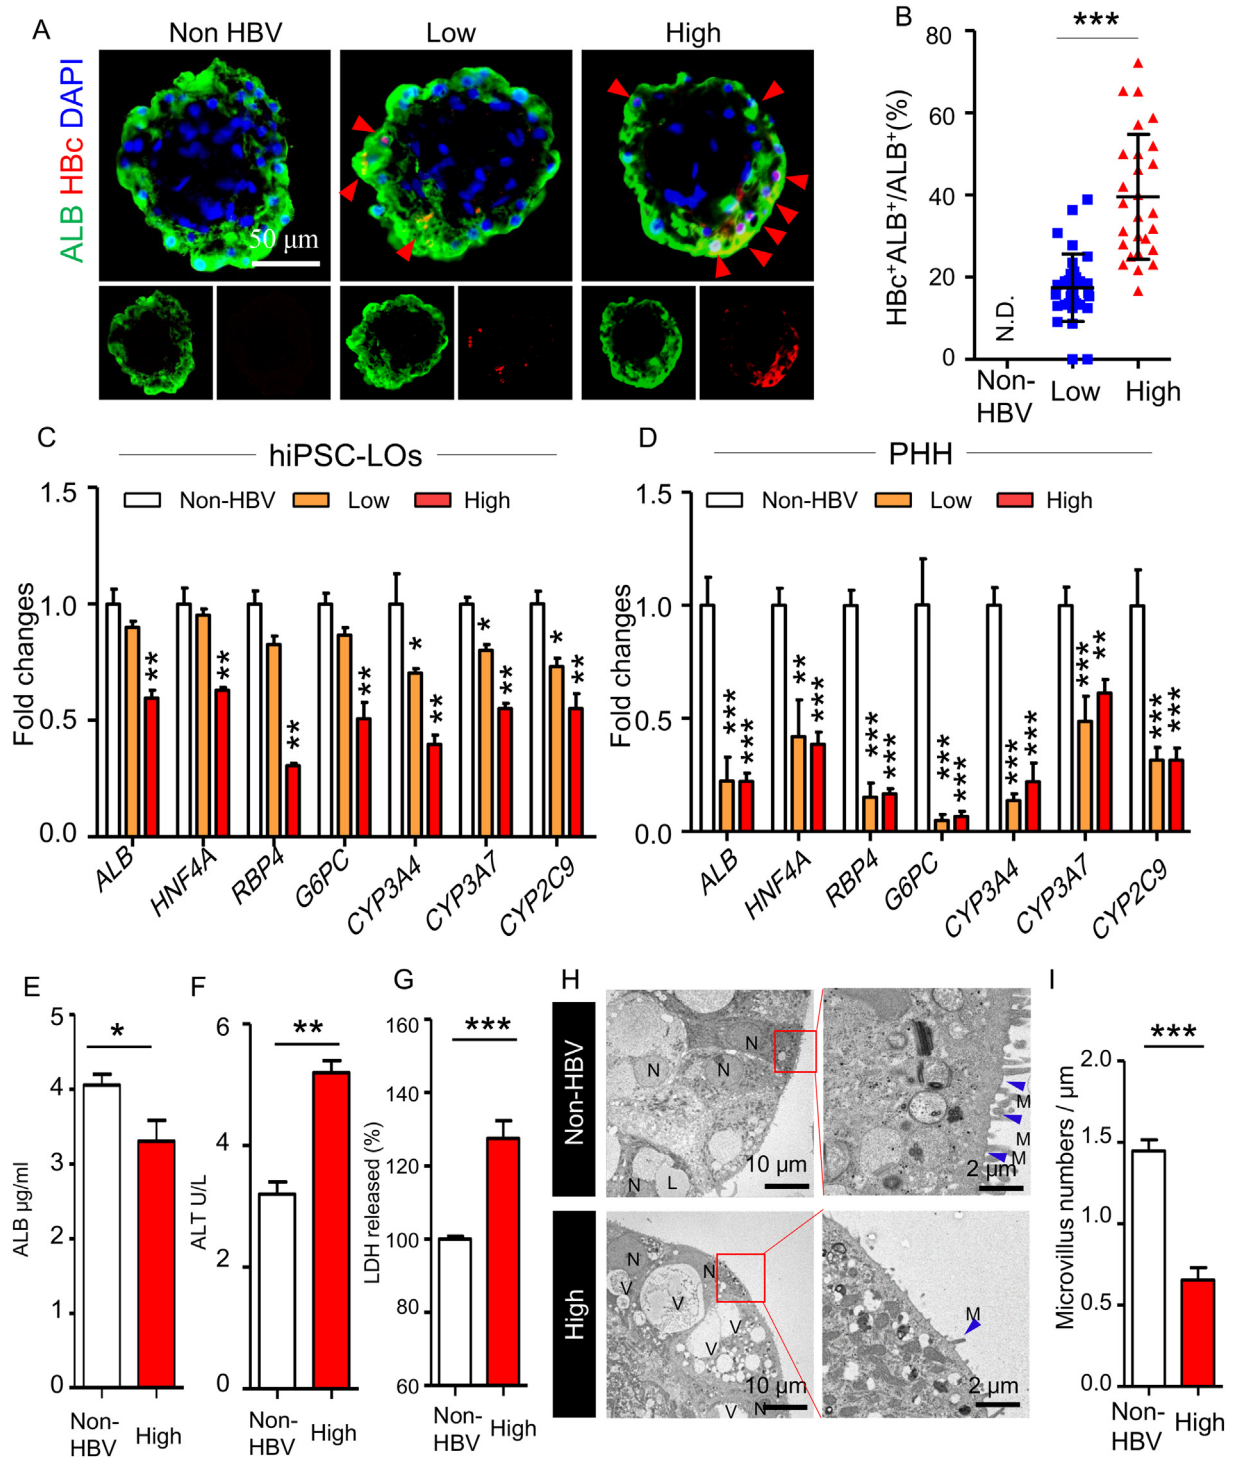 A
Non HBV
Low
High
ALB HBc DAPI
50 µm
B
***
HBc+ALB+/ALB+(%)
80
60
40
20
0
N.D.
Non-
HBV
Low
High
C
hiPSC-LOs
Non-HBV
Low
High
Fold changes
1.5
1.0
0.5
0.0
**
**
**
**
*
**
*
**
*
**
ALB
HNF4A
RBP4
G6PC
CYP3A4
CYP3A7
CYP2C9
D
PHH
Non-HBV
Low
High
Fold changes
1.5
1.0
0.5
0.0
***
***
**
***
***
***
***
***
***
***
***
**
***
***
ALB
HNF4A
RBP4
G6PC
CYP3A4
CYP3A7
CYP2C9
E
*
ALB µg/ml
5
4
3
2
1
0
Non-
HBV
High
F
**
ALT U/L
6
4
2
0
Non-
HBV
High
G
***
LDH released (%)
160
140
120
100
80
60
Non-
HBV
High
H
Non-HBV
N
N
N
N
L
10 µm
M
M
M
2 µm
High
N
N
V
V
V
V
V
N
10 µm
M
2 µm
I
***
Microvillus numbers / µm
2.0
1.5
1.0
0.5
0.0
Non-
HBV
High